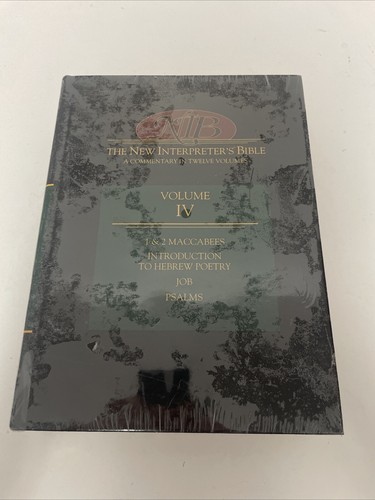 NIB
THE NEW INTERPRETER'S BIBLE
A COMMENTARY IN TWELVE VOLUMES
VOLUME
IV
1 & 2 MACCABEES
INTRODUCTION
TO HEBREW POETRY
JOB
PSALMS